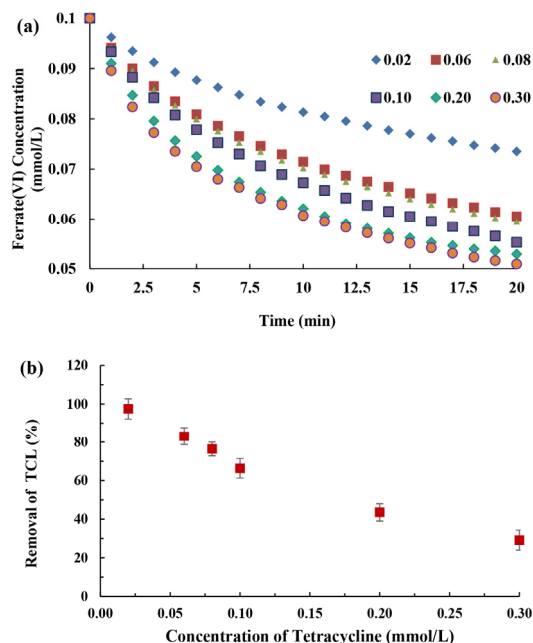 (a)
0.1
0.09
0.08
0.07
0.06
0.05
Ferrate(VI) Concentration
(mmol/L)
0.02 0.06 0.08
0.10 0.20 0.30
0 2.5 5 7.5 10 12.5 15 17.5 20
Time (min)
(b)
120
100
80
60
40
20
0
Removal of TCL (%)
0.00 0.05 0.10 0.15 0.20 0.25 0.30
Concentration of Tetracycline (mmol/L)